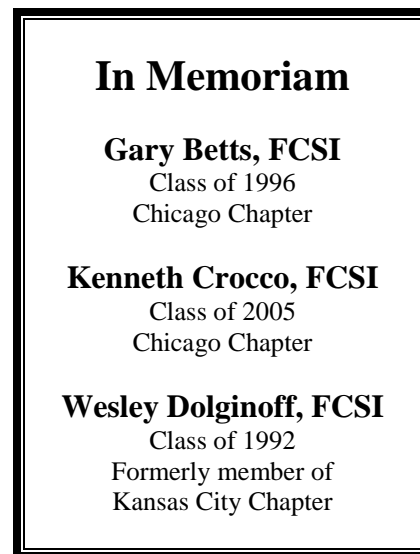 In Memoriam
Gary Betts, FCSI
Class of 1996
Chicago Chapter
Kenneth Crocco, FCSI
Class of 2005
Chicago Chapter
Wesley Dolginoff, FCSI
Class of 1992
Formerly member of
Kansas City Chapter